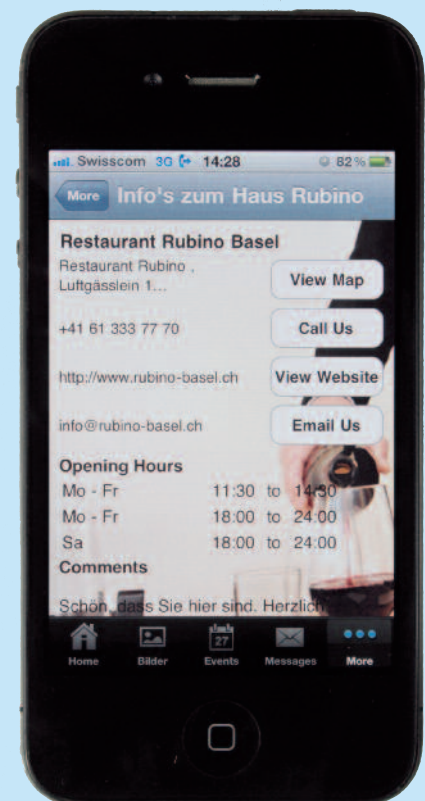 Swisscom 3G 14:28 82%
More Info's zum Haus Rubino
Restaurant Rubino Basel
Restaurant Rubino ,
Luftgässlein 1...
View Map
+41 61 333 77 70
Call Us
http://www.rubino-basel.ch
View Website
info@rubino-basel.ch
Email Us
Opening Hours
Mo - Fr 11:30 to 14:30
Mo - Fr 18:00 to 24:00
Sa 18:00 to 24:00
Comments
Schön, dass Sie hier sind. Herzlich
27
Home Bilder Events Messages More